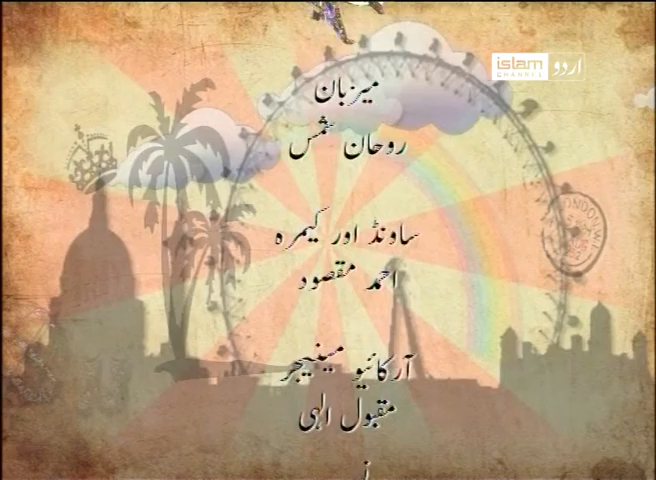 islam اردو
CHANNEL
میزبان
روحان شمس
ساونڈ اور کیمرہ
احمد مقصود
آرکائیو مینیجر
مقبول الہی